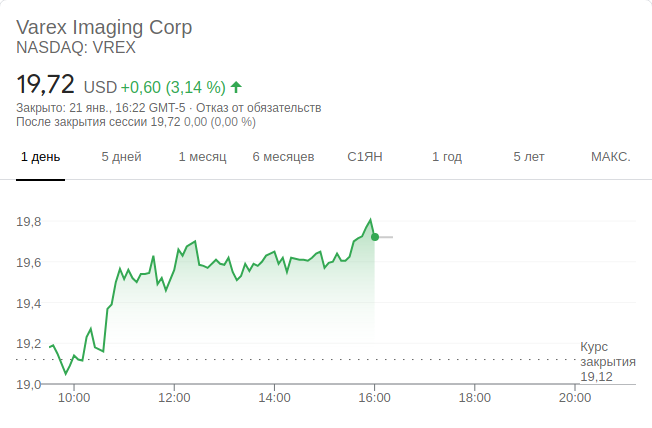 Varex Imaging Corp
NASDAQ: VREX
19,72 USD +0,60 (3,14 %)
Закрыто: 21 янв., 16:22 GMT-5 · Отказ от обязательств
После закрытия сессии 19,72 0,00 (0,00 %)
1 день 5 дней 1 месяц 6 месяцев С1ЯН 1 год 5 лет МАКС.
19,8
19,6
19,4
19,2
Курс
закрытия
19,12
19,0
10:00 12:00 14:00 16:00 18:00 20:00